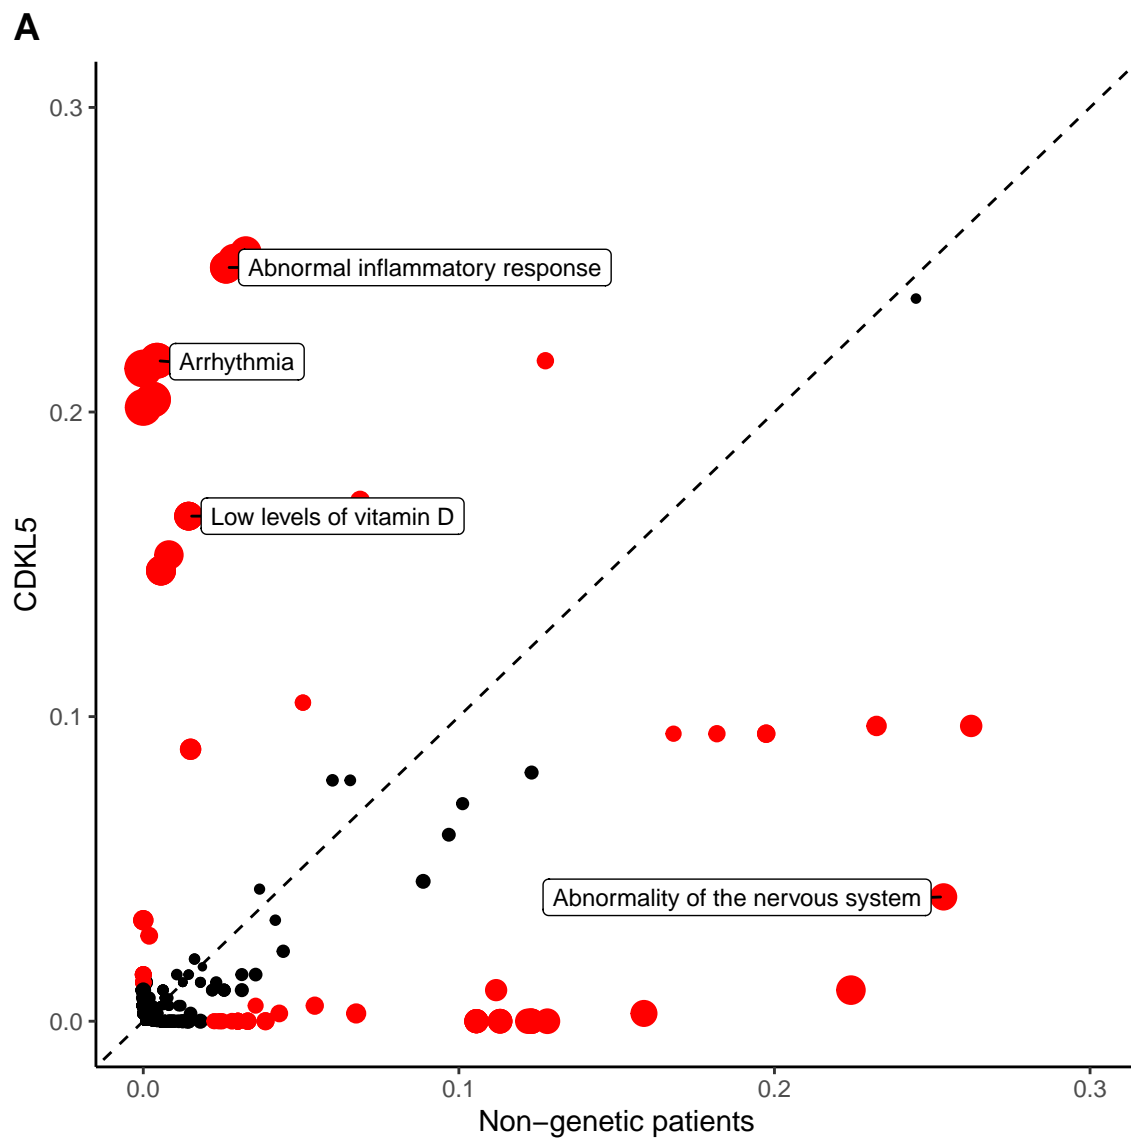 A
0.3
Abnormal inflammatory response
Arrhythmia
0.2
Low levels of vitamin D
CDKL5
0.1
Abnormality of the nervous system
0.0
0.0 0.1 0.2 0.3
Non−genetic patients